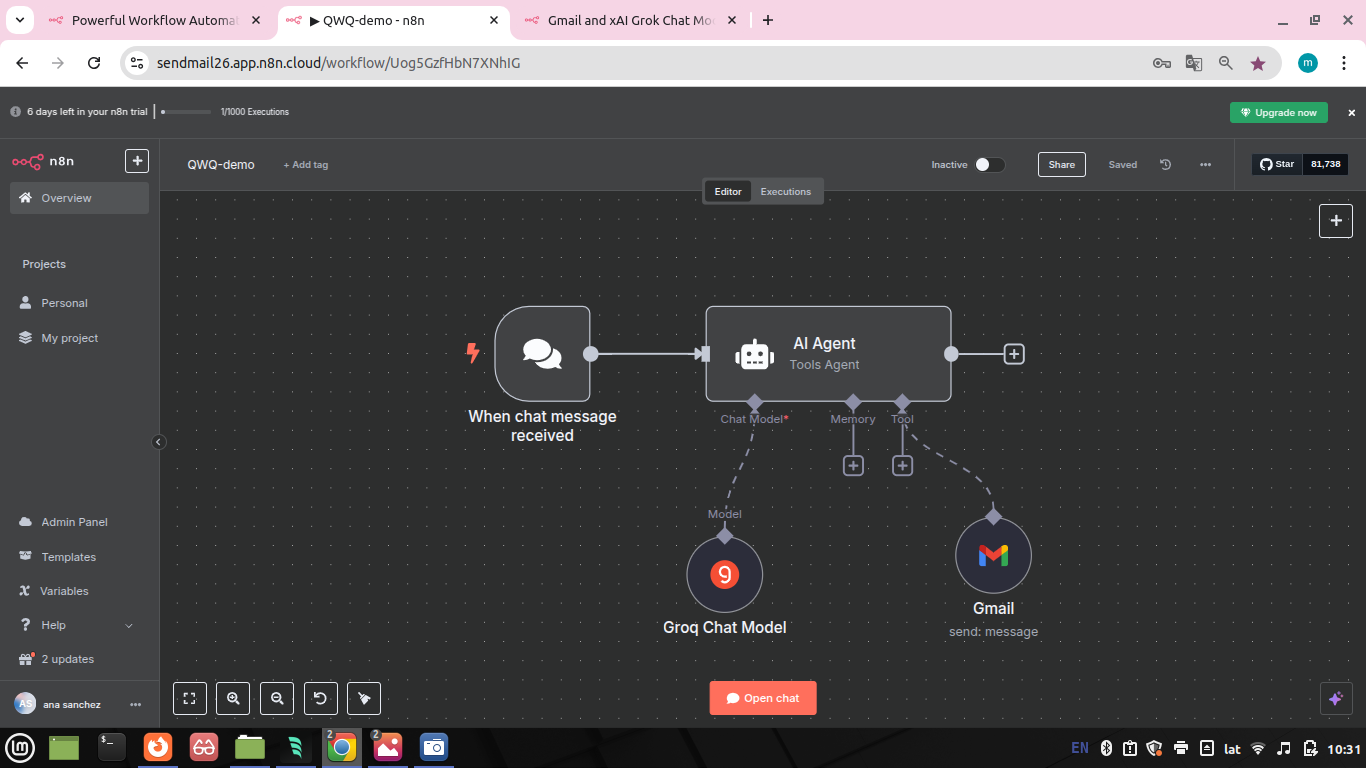 Powerful Workflow Automa
▶ QWQ-demo - n8n
Gmail and xAI Grok Chat Mo
sendmail26.app.n8n.cloud/workflow/Uog5GzfHbN7XNhIG
m
6 days left in your n8n trial
1/1000 Executions
Upgrade now
n8n
QWQ-demo
+ Add tag
Inactive
Share
Saved
Star
81,738
Editor
Executions
Overview
Projects
Personal
My project
Admin Panel
Templates
Variables
Help
2 updates
AS
ana sanchez
When chat message
received
AI Agent
Tools Agent
Chat Model*
Memory
Tool
Model
Groq Chat Model
Gmail
send: message
Open chat
$_
2
2
EN
lat
10:31